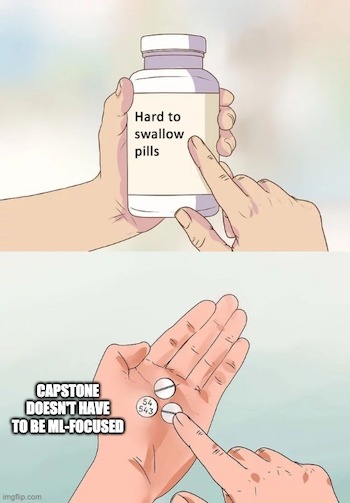 Hard to
swallow
pills
CAPSTONE
DOESN'T HAVE
TO BE ML-FOCUSED
54
543
imgflip.com